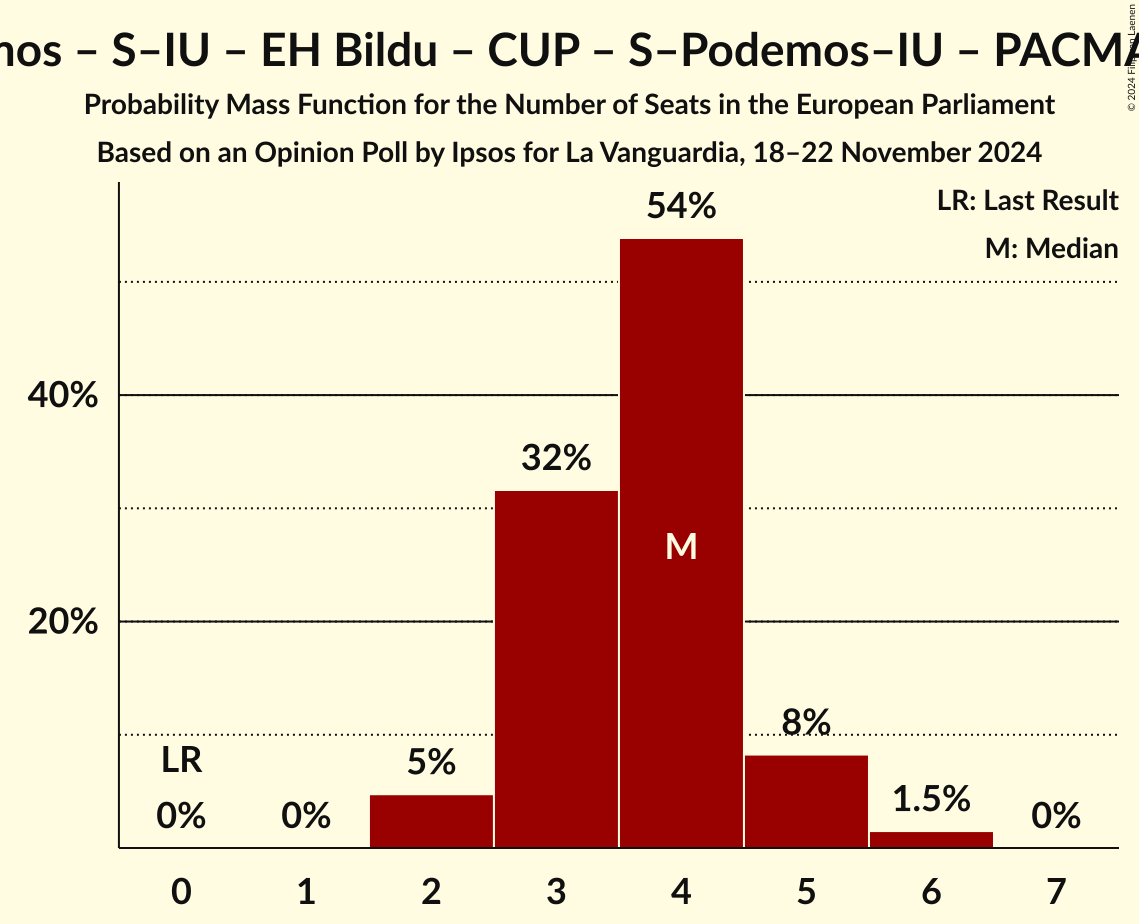 – S–IU – EH Bildu – CUP – S–Podemos–IU –
Probability Mass Function for the Number of Seats in the European Parliament
Based on an Opinion Poll by Ipsos for La Vanguardia, 18–22 November 2024
© 2024 Filip van Laenen
LR: Last Result
M: Median
54%
40%
32%
M
20%
8%
LR
5%
1.5%
0%
0%
0%
0 1 2 3 4 5 6 7